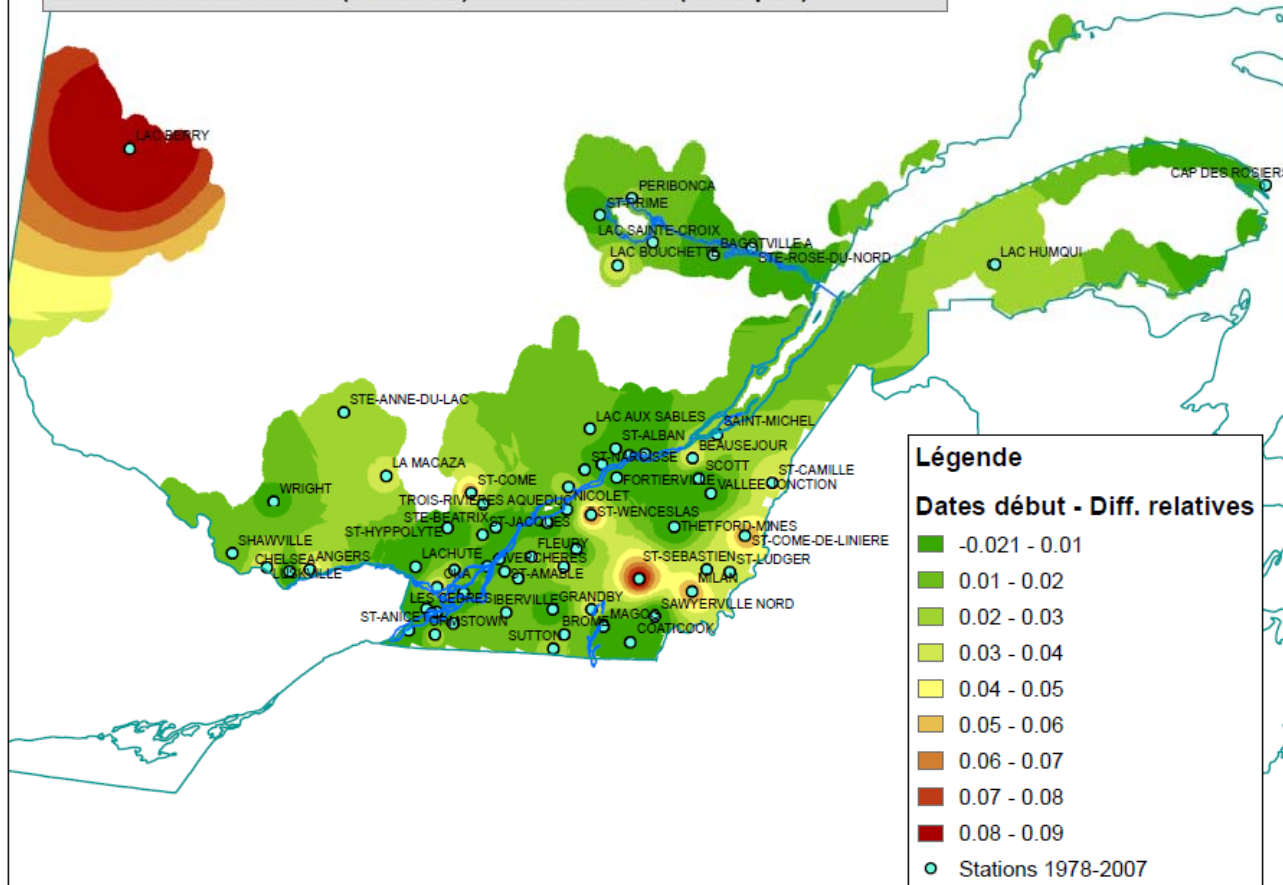 LAC BERRY
CAP DES ROSIERS
PERIBONCA
ST-PRIME
LAC SAINTE-CROIX
BAGOTVILLE A
LAC BOUCHETTE
STE-ROSE-DU-NORD
LAC HUMQUI
STE-ANNE-DU-LAC
LAC AUX SABLES
SAINT-MICHEL
ST-ALBAN
BEAUSEJOUR
ST-NARCISSE
LA MACAZA
SCOTT
ST-CAMILLE
ST-COME
FORTIERVILLE
VALLEE JONCTION
WRIGHT
TROIS-RIVIERES AQUEDUC
NICOLET
ST-WENCESLAS
STE-BEATRIX
ST-JACQUES
THETFORD-MINES
ST-HYPPOLYTE
ST-COME-DE-LINIERE
SHAWVILLE
FLEURY
CHELSEA
ANGERS
LACHUTE
VERCHERES
ST-SEBASTIEN
ST-LUDGER
LUSKVILLE
OKA
ST-AMABLE
MILAN
LES CEDRES
IBERVILLE
GRANDBY
SAWYERVILLE NORD
ST-ANICET
ORMSTOWN
BROME
MAGOG
SUTTON
COATICOOK
Légende
Dates début - Diff. relatives
-0.021 - 0.01
0.01 - 0.02
0.02 - 0.03
0.03 - 0.04
0.04 - 0.05
0.05 - 0.06
0.06 - 0.07
0.07 - 0.08
0.08 - 0.09
Stations 1978-2007